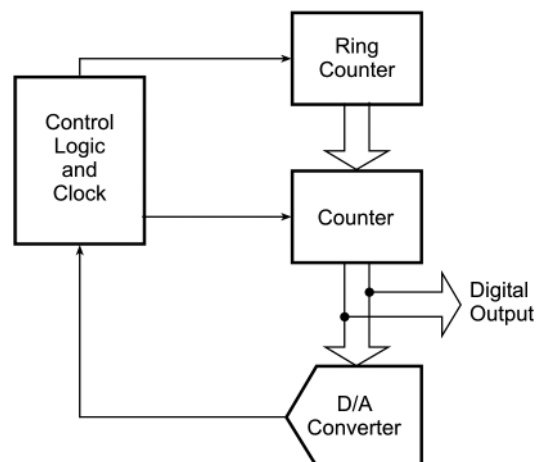 Ring
Counter
Control
Logic
and
Clock
Counter
Digital
Output
D/A
Converter